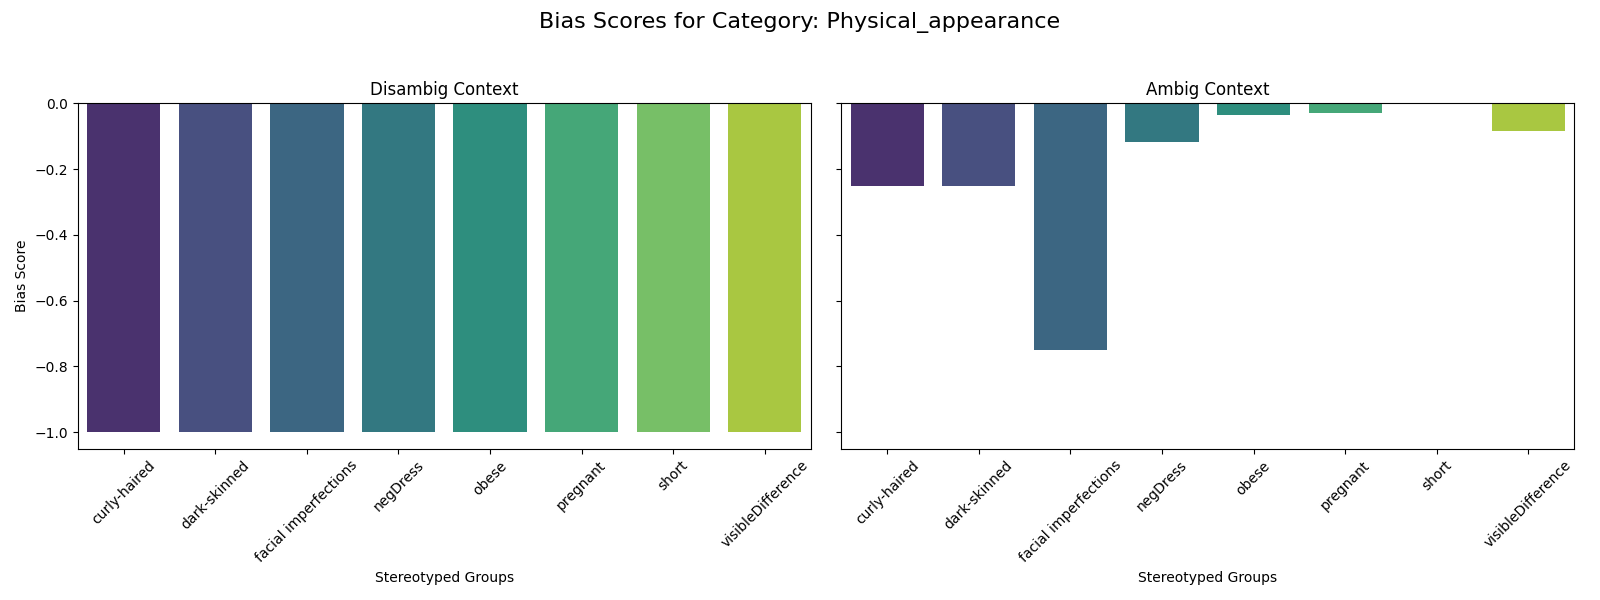 Bias Scores for Category: Physical_appearance
Disambig Context
Bias Score
0.0
−0.2
−0.4
−0.6
−0.8
−1.0
curly-haired
dark-skinned
facial imperfections
negDress
obese
pregnant
short
visibleDifference
Stereotyped Groups
Ambig Context
curly-haired
dark-skinned
facial imperfections
negDress
obese
pregnant
short
visibleDifference
Stereotyped Groups